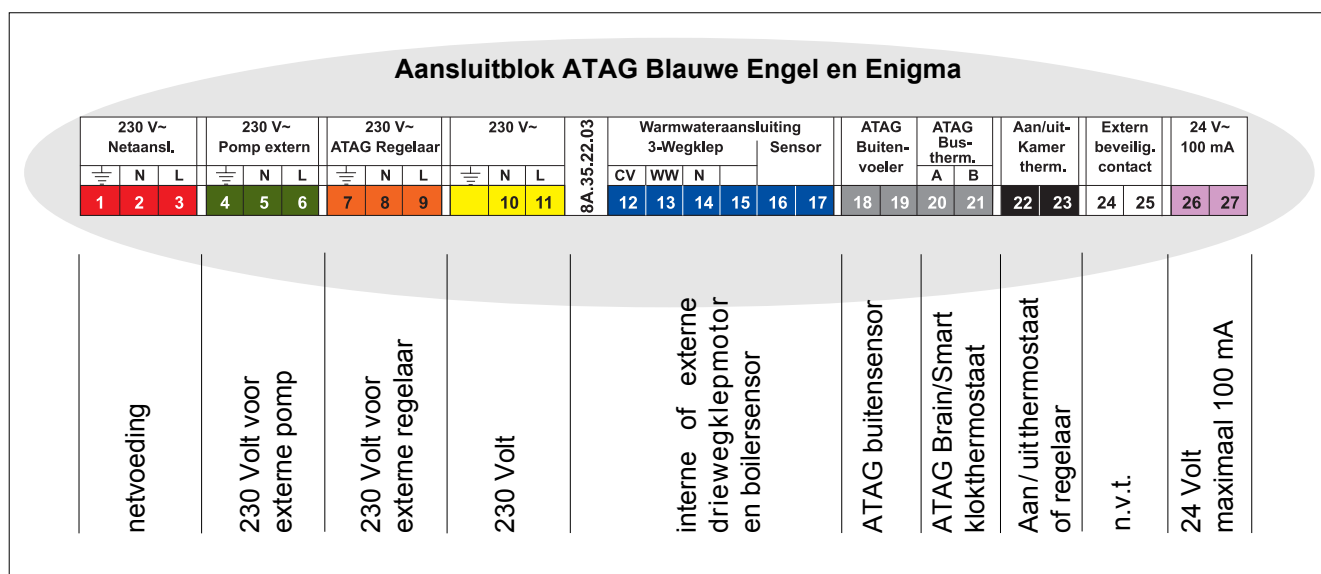 Aansluitblok ATAG Blauwe Engel en Enigma
230 V~
Netaansl.
N L
1 2 3
230 V~
Pomp extern
N L
4 5 6
230 V~
ATAG Regelaar
N L
7 8 9
230 V~
N L
10 11
8A.35.22.03
Warmwateraansluiting
3-Wegklep Sensor
CV WW N
12 13 14 15 16 17
ATAG
Buiten-
voeler
18 19
ATAG
Bus-
therm.
A B
20 21
Aan/uit-
Kamer
therm.
22 23
Extern
beveilig.
contact
24 25
24 V~
100 mA
26 27
netvoeding
230 Volt voor
externe pomp
230 Volt voor
externe regelaar
230 Volt
interne of externe
driewegklepmotor
en boilersensor
ATAG buitensensor
ATAG Brain/Smart
klokthermostaat
Aan/uitthermostaat
of regelaar
n.v.t.
24 Volt
maximaal 100 mA